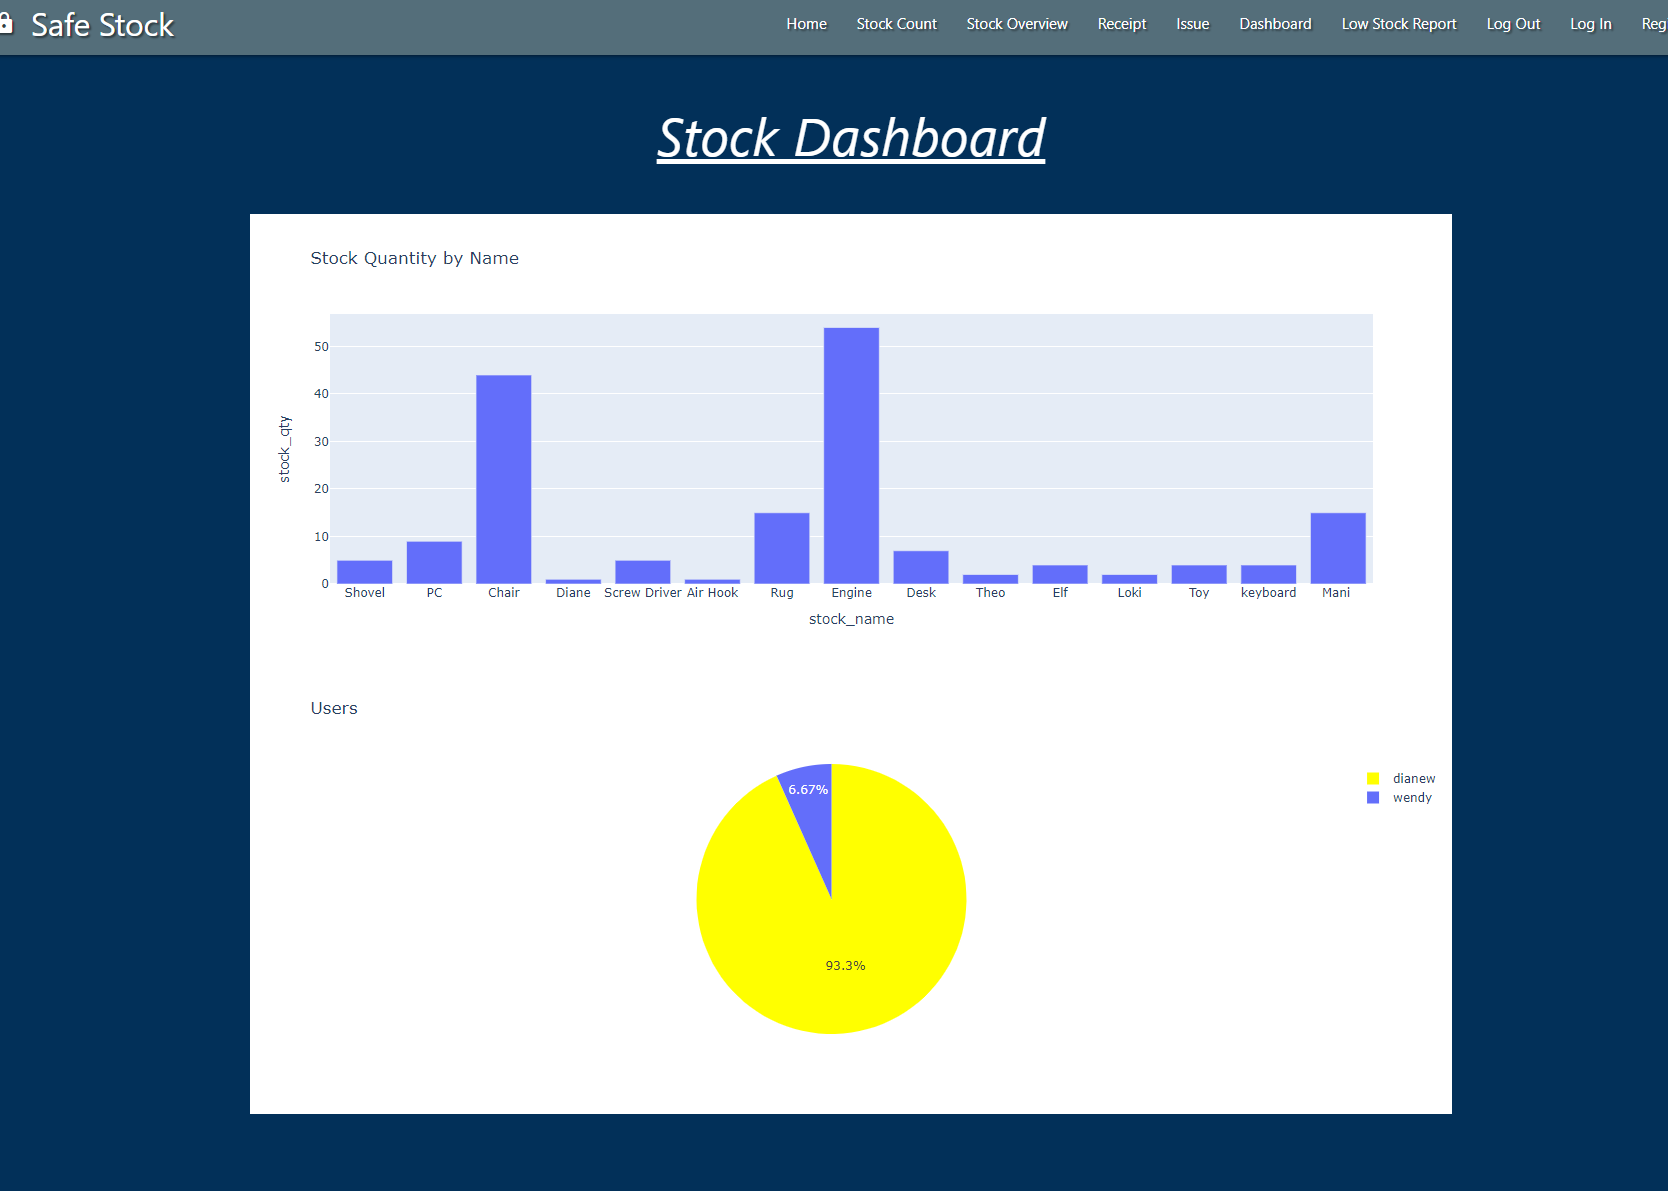 Safe Stock
Home Stock Count Stock Overview Receipt Issue Dashboard Low Stock Report Log Out Log In Reg
Stock Dashboard
Stock Quantity by Name
50
40
30
20
10
0
stock_qty
Shovel PC Chair Diane Screw Driver Air Hook Rug Engine Desk Theo Elf Loki Toy keyboard Mani
stock_name
Users
dianew
wendy
6.67%
93.3%